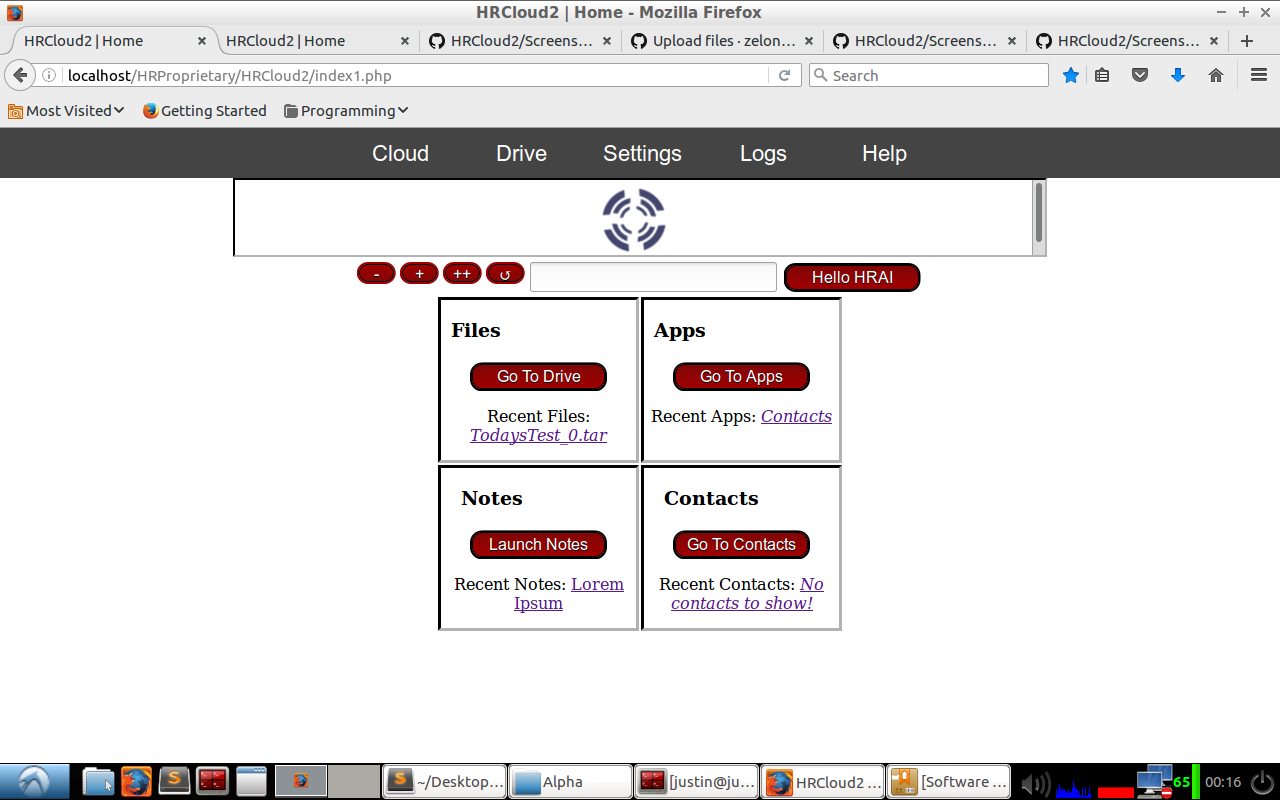 HRCloud2 | Home - Mozilla Firefox
HRCloud2 | Home
HRCloud2 | Home
HRCloud2/Screens...
Upload files · zelon...
HRCloud2/Screens...
HRCloud2/Screens...
localhost/HRProprietary/HRCloud2/index1.php
Search
Most Visited
Getting Started
Programming
Cloud Drive Settings Logs Help
- + ++ ↺ Hello HRAI
Files
Go To Drive
Recent Files:
TodaysTest_0.tar
Apps
Go To Apps
Recent Apps: Contacts
Notes
Launch Notes
Recent Notes: Lorem
Ipsum
Contacts
Go To Contacts
Recent Contacts: No
contacts to show!
~/Desktop...
Alpha
[justin@ju...
HRCloud2 ...
[Software ...
65
00:16